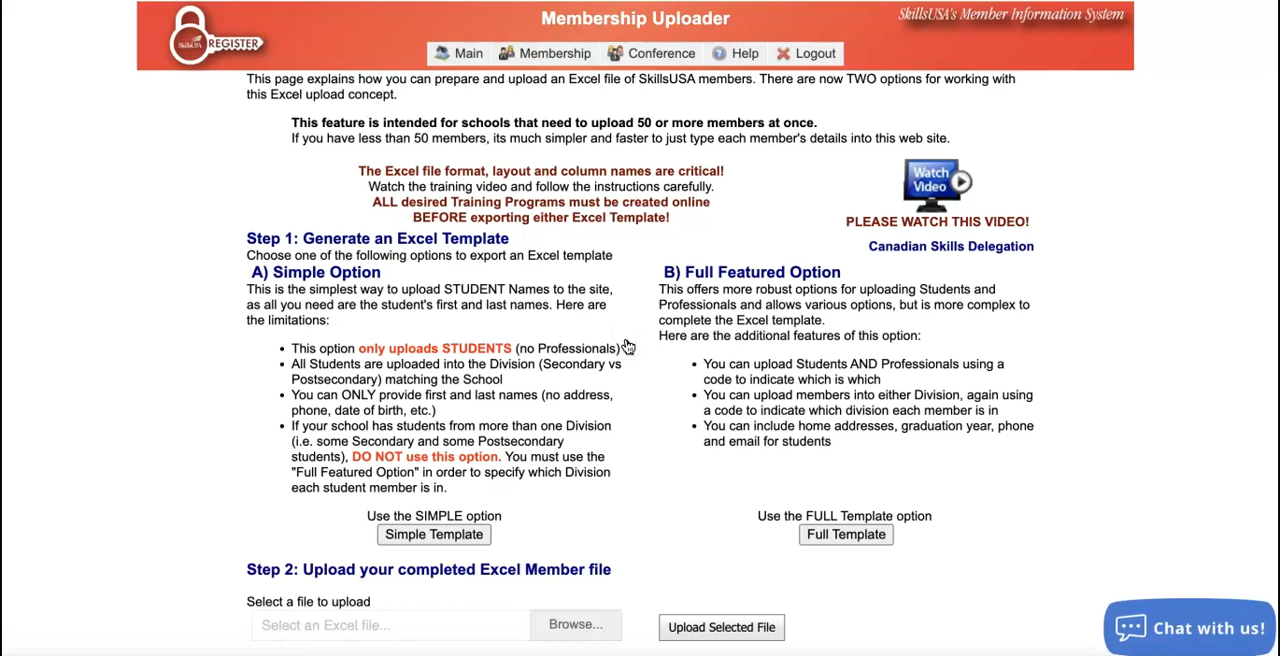 SkillsUSA REGISTER
Membership Uploader
SkillsUSA's Member Information System
Main Membership Conference Help Logout
This page explains how you can prepare and upload an Excel file of SkillsUSA members. There are now TWO options for working with
this Excel upload concept.
This feature is intended for schools that need to upload 50 or more members at once.
If you have less than 50 members, its much simpler and faster to just type each member's details into this web site.
The Excel file format, layout and column names are critical!
Watch the training video and follow the instructions carefully.
ALL desired Training Programs must be created online
BEFORE exporting either Excel Template!
Watch
Video
PLEASE WATCH THIS VIDEO!
Canadian Skills Delegation
Step 1: Generate an Excel Template
Choose one of the following options to export an Excel template
A) Simple Option
This is the simplest way to upload STUDENT Names to the site,
as all you need are the student's first and last names. Here are
the limitations:
• This option only uploads STUDENTS (no Professionals)
• All Students are uploaded into the Division (Secondary vs
Postsecondary) matching the School
• You can ONLY provide first and last names (no address,
phone, date of birth, etc.)
• If your school has students from more than one Division
(i.e. some Secondary and some Postsecondary
students), DO NOT use this option. You must use the
"Full Featured Option" in order to specify which Division
each student member is in.
Use the SIMPLE option
Simple Template
B) Full Featured Option
This offers more robust options for uploading Students and
Professionals and allows various options, but is more complex to
complete the Excel template.
Here are the additional features of this option:
• You can upload Students AND Professionals using a
code to indicate which is which
• You can upload members into either Division, again using
a code to indicate which division each member is in
• You can include home addresses, graduation year, phone
and email for students
Use the FULL Template option
Full Template
Step 2: Upload your completed Excel Member file
Select a file to upload
Select an Excel file... Browse... Upload Selected File
Chat with us!